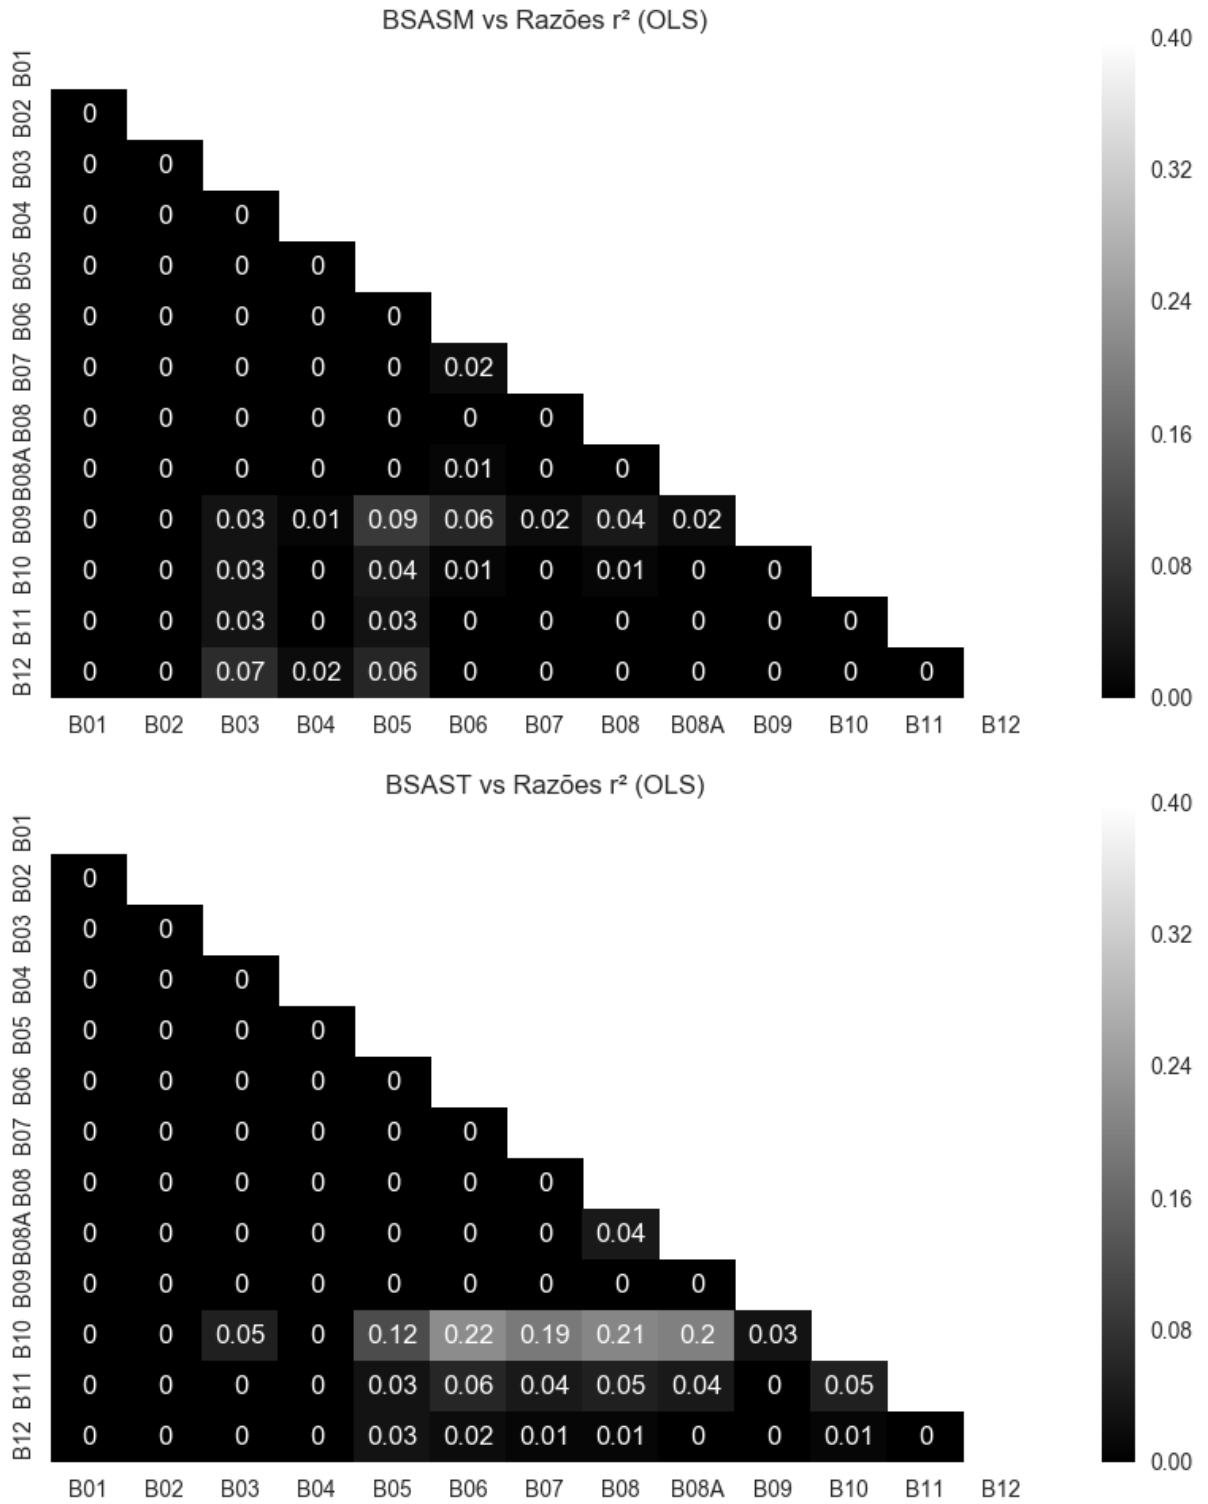 BSASM vs Razões r² (OLS)
B01
B02 0
B03 0 0
B04 0 0 0
B05 0 0 0 0
B06 0 0 0 0 0
B07 0 0 0 0 0 0.02
B08 0 0 0 0 0 0 0
B08A 0 0 0 0 0 0.01 0 0
B09 0 0 0.03 0.01 0.09 0.06 0.02 0.04 0.02
B10 0 0 0.03 0 0.04 0.01 0 0.01 0 0
B11 0 0 0.03 0 0.03 0 0 0 0 0 0
B12 0 0 0.07 0.02 0.06 0 0 0 0 0 0 0
B01 B02 B03 B04 B05 B06 B07 B08 B08A B09 B10 B11 B12
0.40
0.32
0.24
0.16
0.08
0.00
BSAST vs Razões r² (OLS)
B01
B02 0
B03 0 0
B04 0 0 0
B05 0 0 0 0
B06 0 0 0 0 0
B07 0 0 0 0 0 0
B08 0 0 0 0 0 0 0
B08A 0 0 0 0 0 0 0 0.04
B09 0 0 0 0 0 0 0 0 0
B10 0 0 0.05 0 0.12 0.22 0.19 0.21 0.2 0.03
B11 0 0 0 0 0.03 0.06 0.04 0.05 0.04 0 0.05
B12 0 0 0 0 0.03 0.02 0.01 0.01 0 0 0.01 0
B01 B02 B03 B04 B05 B06 B07 B08 B08A B09 B10 B11 B12
0.40
0.32
0.24
0.16
0.08
0.00